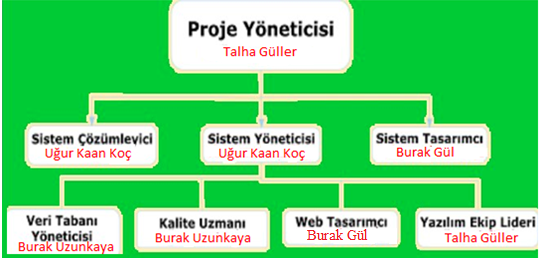 Proje Yöneticisi
Talha Güller
Sistem Çözümleyici
Uğur Kaan Koç
Sistem Yöneticisi
Uğur Kaan Koç
Sistem Tasarımcı
Burak Gül
Veri Tabanı
Yöneticisi
Burak Uzunkaya
Kalite Uzmanı
Burak Uzunkaya
Web Tasarımcı
Burak Gül
Yazılım Ekip Lideri
Talha Güller